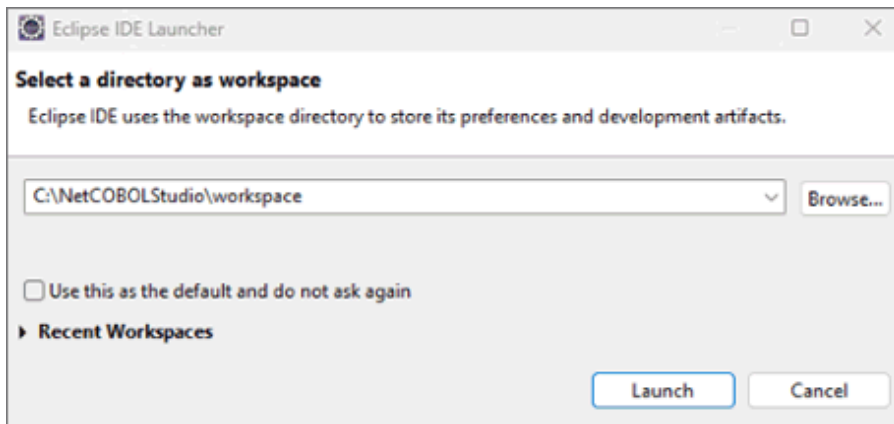 Eclipse IDE Launcher
Select a directory as workspace
Eclipse IDE uses the workspace directory to store its preferences and development artifacts.
C:\NetCOBOLStudio\workspace
Browse...
Use this as the default and do not ask again
Recent Workspaces
Launch
Cancel